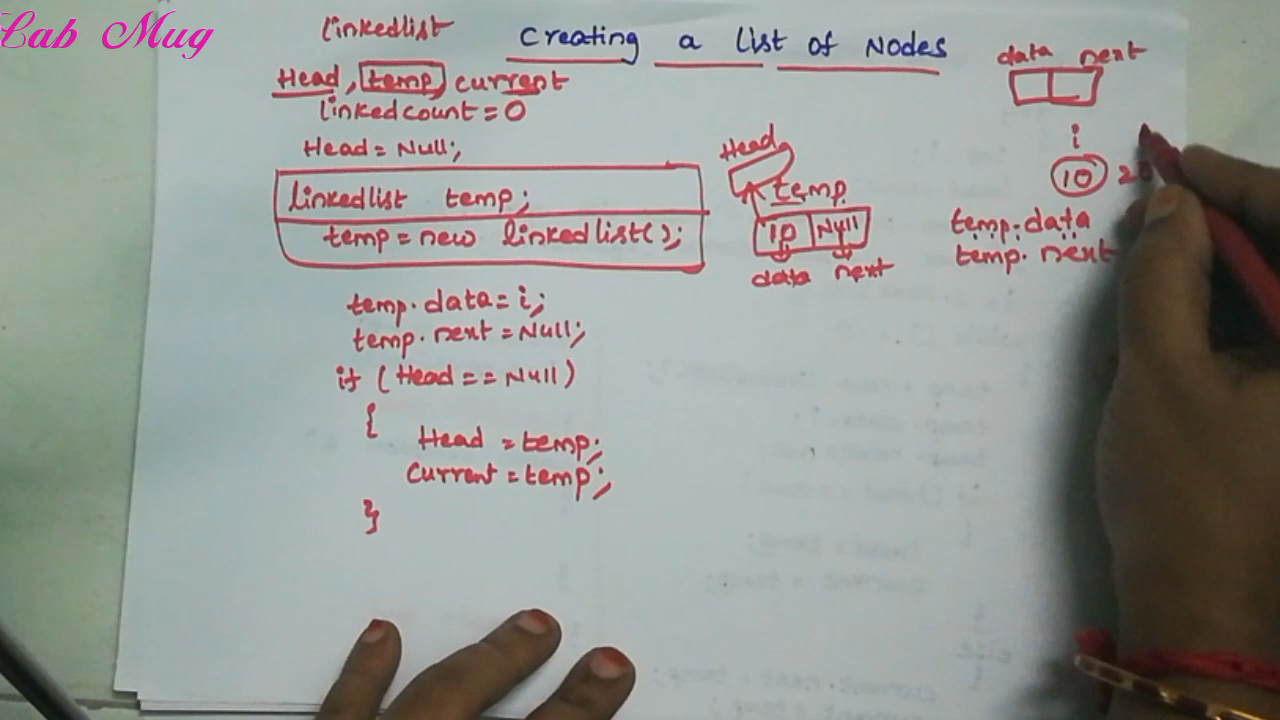 Lab Mug
linkedlist
Creating a List of Nodes
Head, temp, current
linkedcount = 0
Head = Null;
linkedlist temp;
temp = new linkedlist();
temp.data = i;
temp.next = Null;
if (Head == Null)
{
Head = temp;
Current = temp;
}
Head
temp
10 Null
data next
data next
i
10 20
temp.data
temp.next